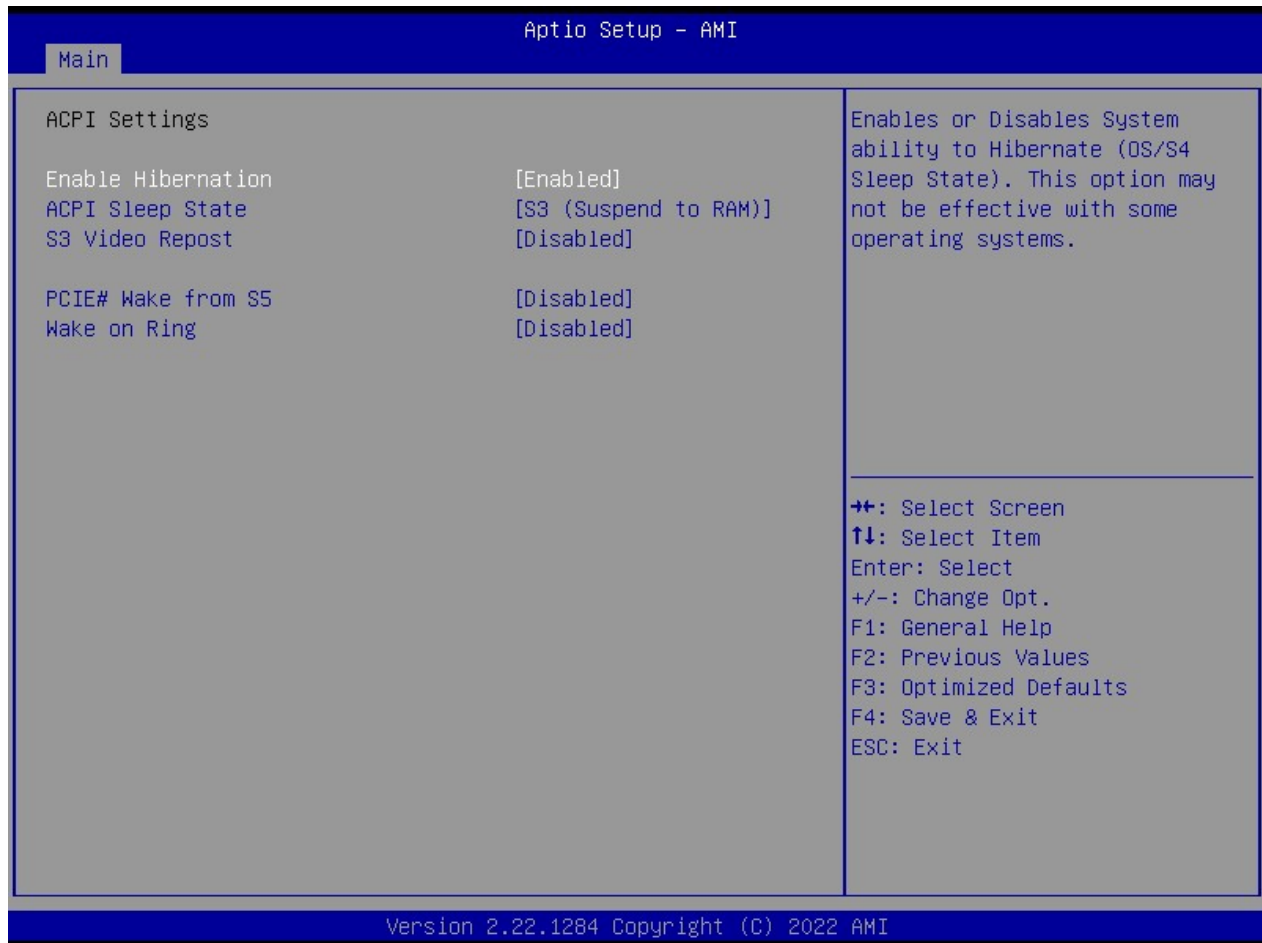 Aptio Setup – AMI
Main
ACPI Settings
Enable Hibernation [Enabled]
ACPI Sleep State [S3 (Suspend to RAM)]
S3 Video Repost [Disabled]
PCIE# Wake from S5 [Disabled]
Wake on Ring [Disabled]
Enables or Disables System
ability to Hibernate (OS/S4
Sleep State). This option may
not be effective with some
operating systems.
→←: Select Screen
↑↓: Select Item
Enter: Select
+/-: Change Opt.
F1: General Help
F2: Previous Values
F3: Optimized Defaults
F4: Save & Exit
ESC: Exit
Version 2.22.1284 Copyright (C) 2022 AMI